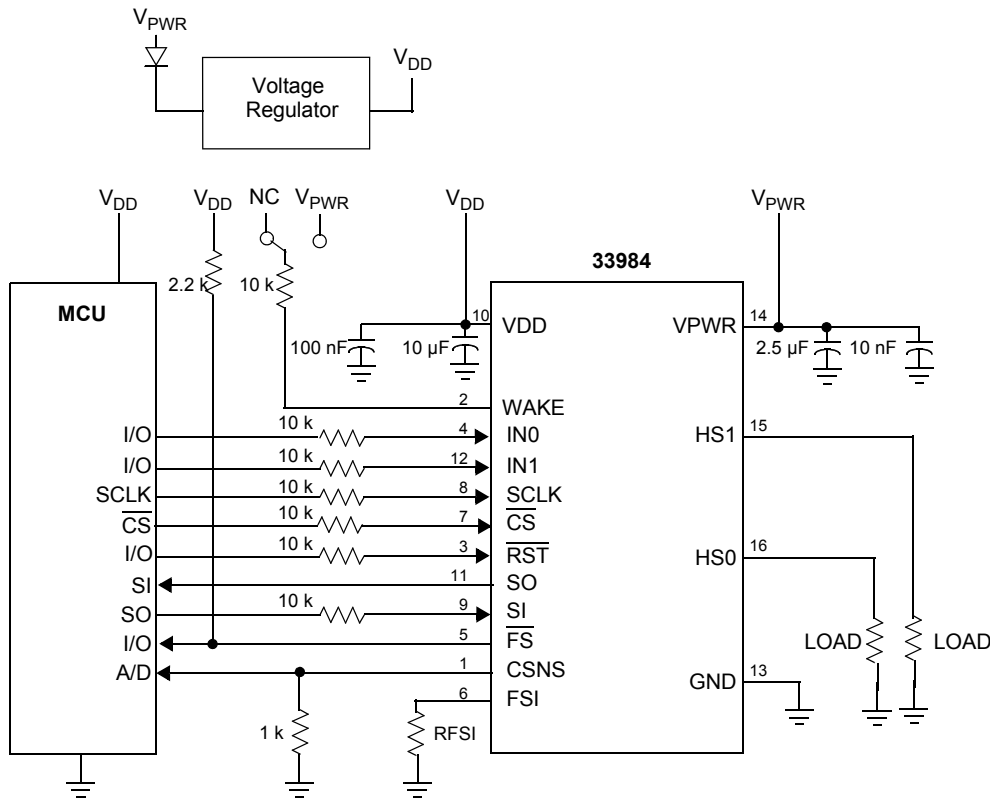 VPWR
Voltage Regulator
VDD
VDD
VDD
NC
VPWR
VDD
VPWR
2.2 k
10 k
33984
MCU
10
VDD
VPWR
14
100 nF
10 µF
2.5 µF
10 nF
2
WAKE
I/O
10 k
4
IN0
HS1
15
I/O
10 k
12
IN1
SCLK
10 k
8
SCLK
CS
10 k
7
CS
I/O
10 k
3
RST
HS0
16
SI
11
SO
SO
10 k
9
SI
I/O
5
FS
LOAD
LOAD
A/D
1
CSNS
GND
13
6
FSI
1 k
RFSI